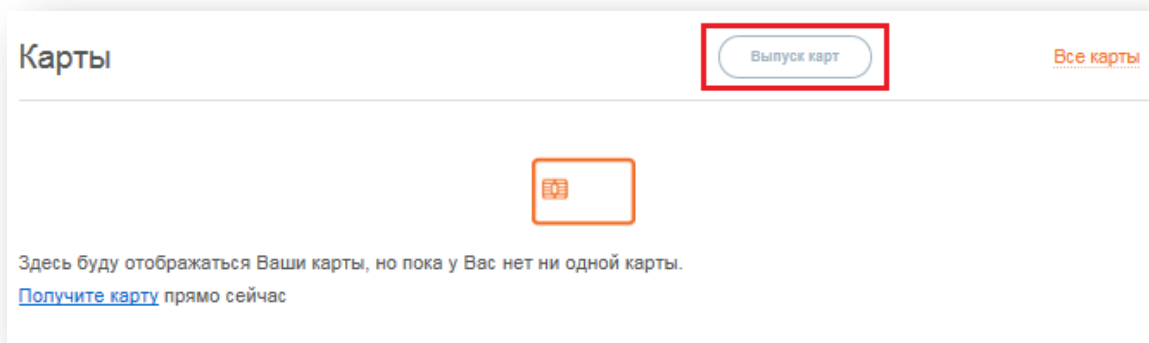 Карты
Выпуск карт
Все карты
Здесь буду отображаться Ваши карты, но пока у Вас нет ни одной карты.
Получите карту прямо сейчас